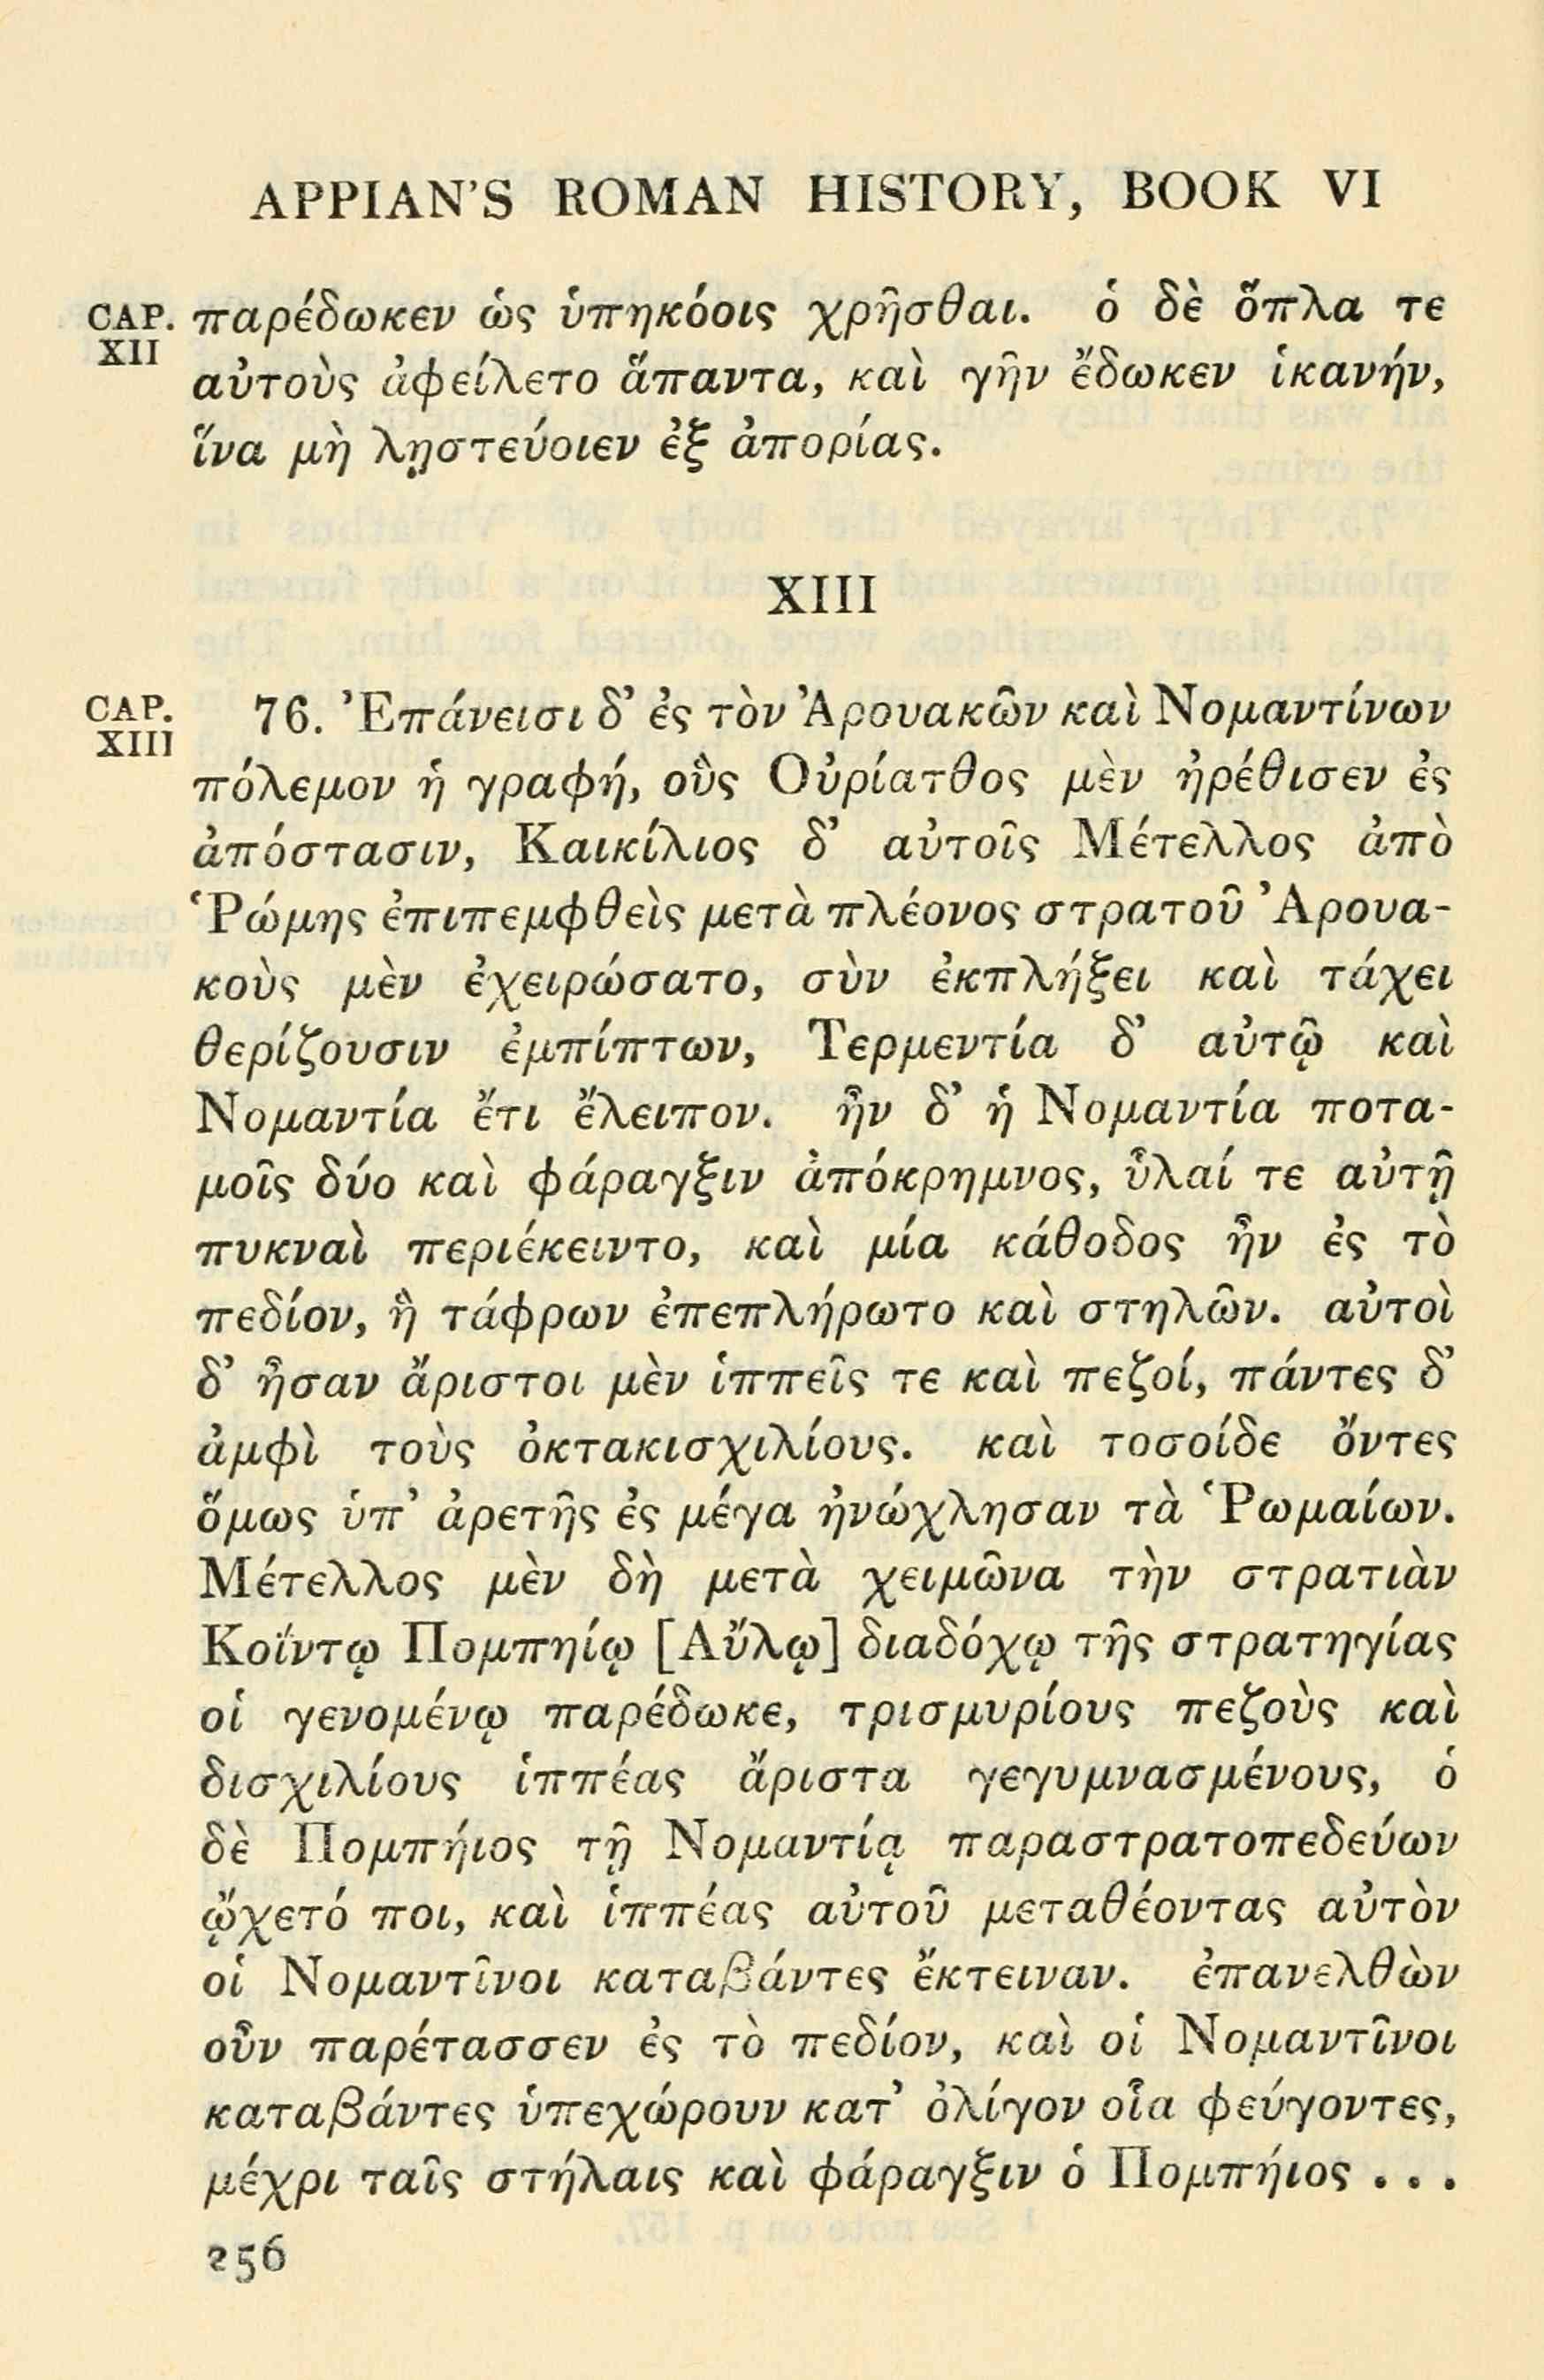 APPIAN'S ROMAN HISTORY, BOOK VI
CAP. XII
παρέδωκεν ὡς ὑπηκόοις χρῆσθαι. ὁ δὲ ὅπλα τε
αὐτοὺς ἀφείλετο ἅπαντα, καὶ γῆν ἔδωκεν ἱκανήν,
ἵνα μὴ λῃστεύοιεν ἐξ ἀπορίας.
XIII
CAP. XIII
76. Ἐπάνεισι δ' ἐς τὸν Ἀρουακῶν καὶ Νομαντίνων
πόλεμον ἡ γραφή, οὓς Οὐρίατθος μὲν ἠρέθισεν ἐς
ἀπόστασιν, Καικίλιος δ' αὐτοῖς Μέτελλος ἀπὸ
Ῥώμης ἐπιπεμφθεὶς μετὰ πλέονος στρατοῦ Ἀρουα-
κοὺς μὲν ἐχειρώσατο, σὺν ἐκπλήξει καὶ τάχει
θερίζουσιν ἐμπίπτων, Τερμεντία δ' αὐτῷ καὶ
Νομαντία ἔτι ἔλειπον. ἦν δ' ἡ Νομαντία ποτα-
μοῖς δύο καὶ φάραγξιν ἀπόκρημνος, ὗλαί τε αὐτῇ
πυκναὶ περιέκειντο, καὶ μία κάθοδος ἦν ἐς τὸ
πεδίον, ἣ τάφρων ἐπεπλήρωτο καὶ στηλῶν. αὐτοὶ
δ' ἦσαν ἄριστοι μὲν ἱππεῖς τε καὶ πεζοί, πάντες δ'
ἀμφὶ τοὺς ὀκτακισχιλίους. καὶ τοσοίδε ὄντες
ὅμως ὑπ' ἀρετῆς ἐς μέγα ἠνώχλησαν τὰ Ῥωμαίων.
Μέτελλος μὲν δὴ μετὰ χειμῶνα τὴν στρατιὰν
Κοΐντῳ Πομπηίῳ [Αὔλῳ] διαδόχῳ τῆς στρατηγίας
οἱ γενομένῳ παρέδωκε, τρισμυρίους πεζοὺς καὶ
δισχιλίους ἱππέας ἄριστα γεγυμνασμένους, ὁ
δὲ Πομπήιος τῇ Νομαντίᾳ παραστρατοπεδεύων
ᾤχετό ποι, καὶ ἱππέας αὐτοῦ μεταθέοντας αὐτὸν
οἱ Νομαντῖνοι καταβάντες ἔκτειναν. ἐπανελθὼν
οὖν παρέτασσεν ἐς τὸ πεδίον, καὶ οἱ Νομαντῖνοι
καταβάντες ὑπεχώρουν κατ' ὀλίγον οἷα φεύγοντες,
μέχρι ταῖς στήλαις καὶ φάραγξιν ὁ Πομπήιος . . .
256